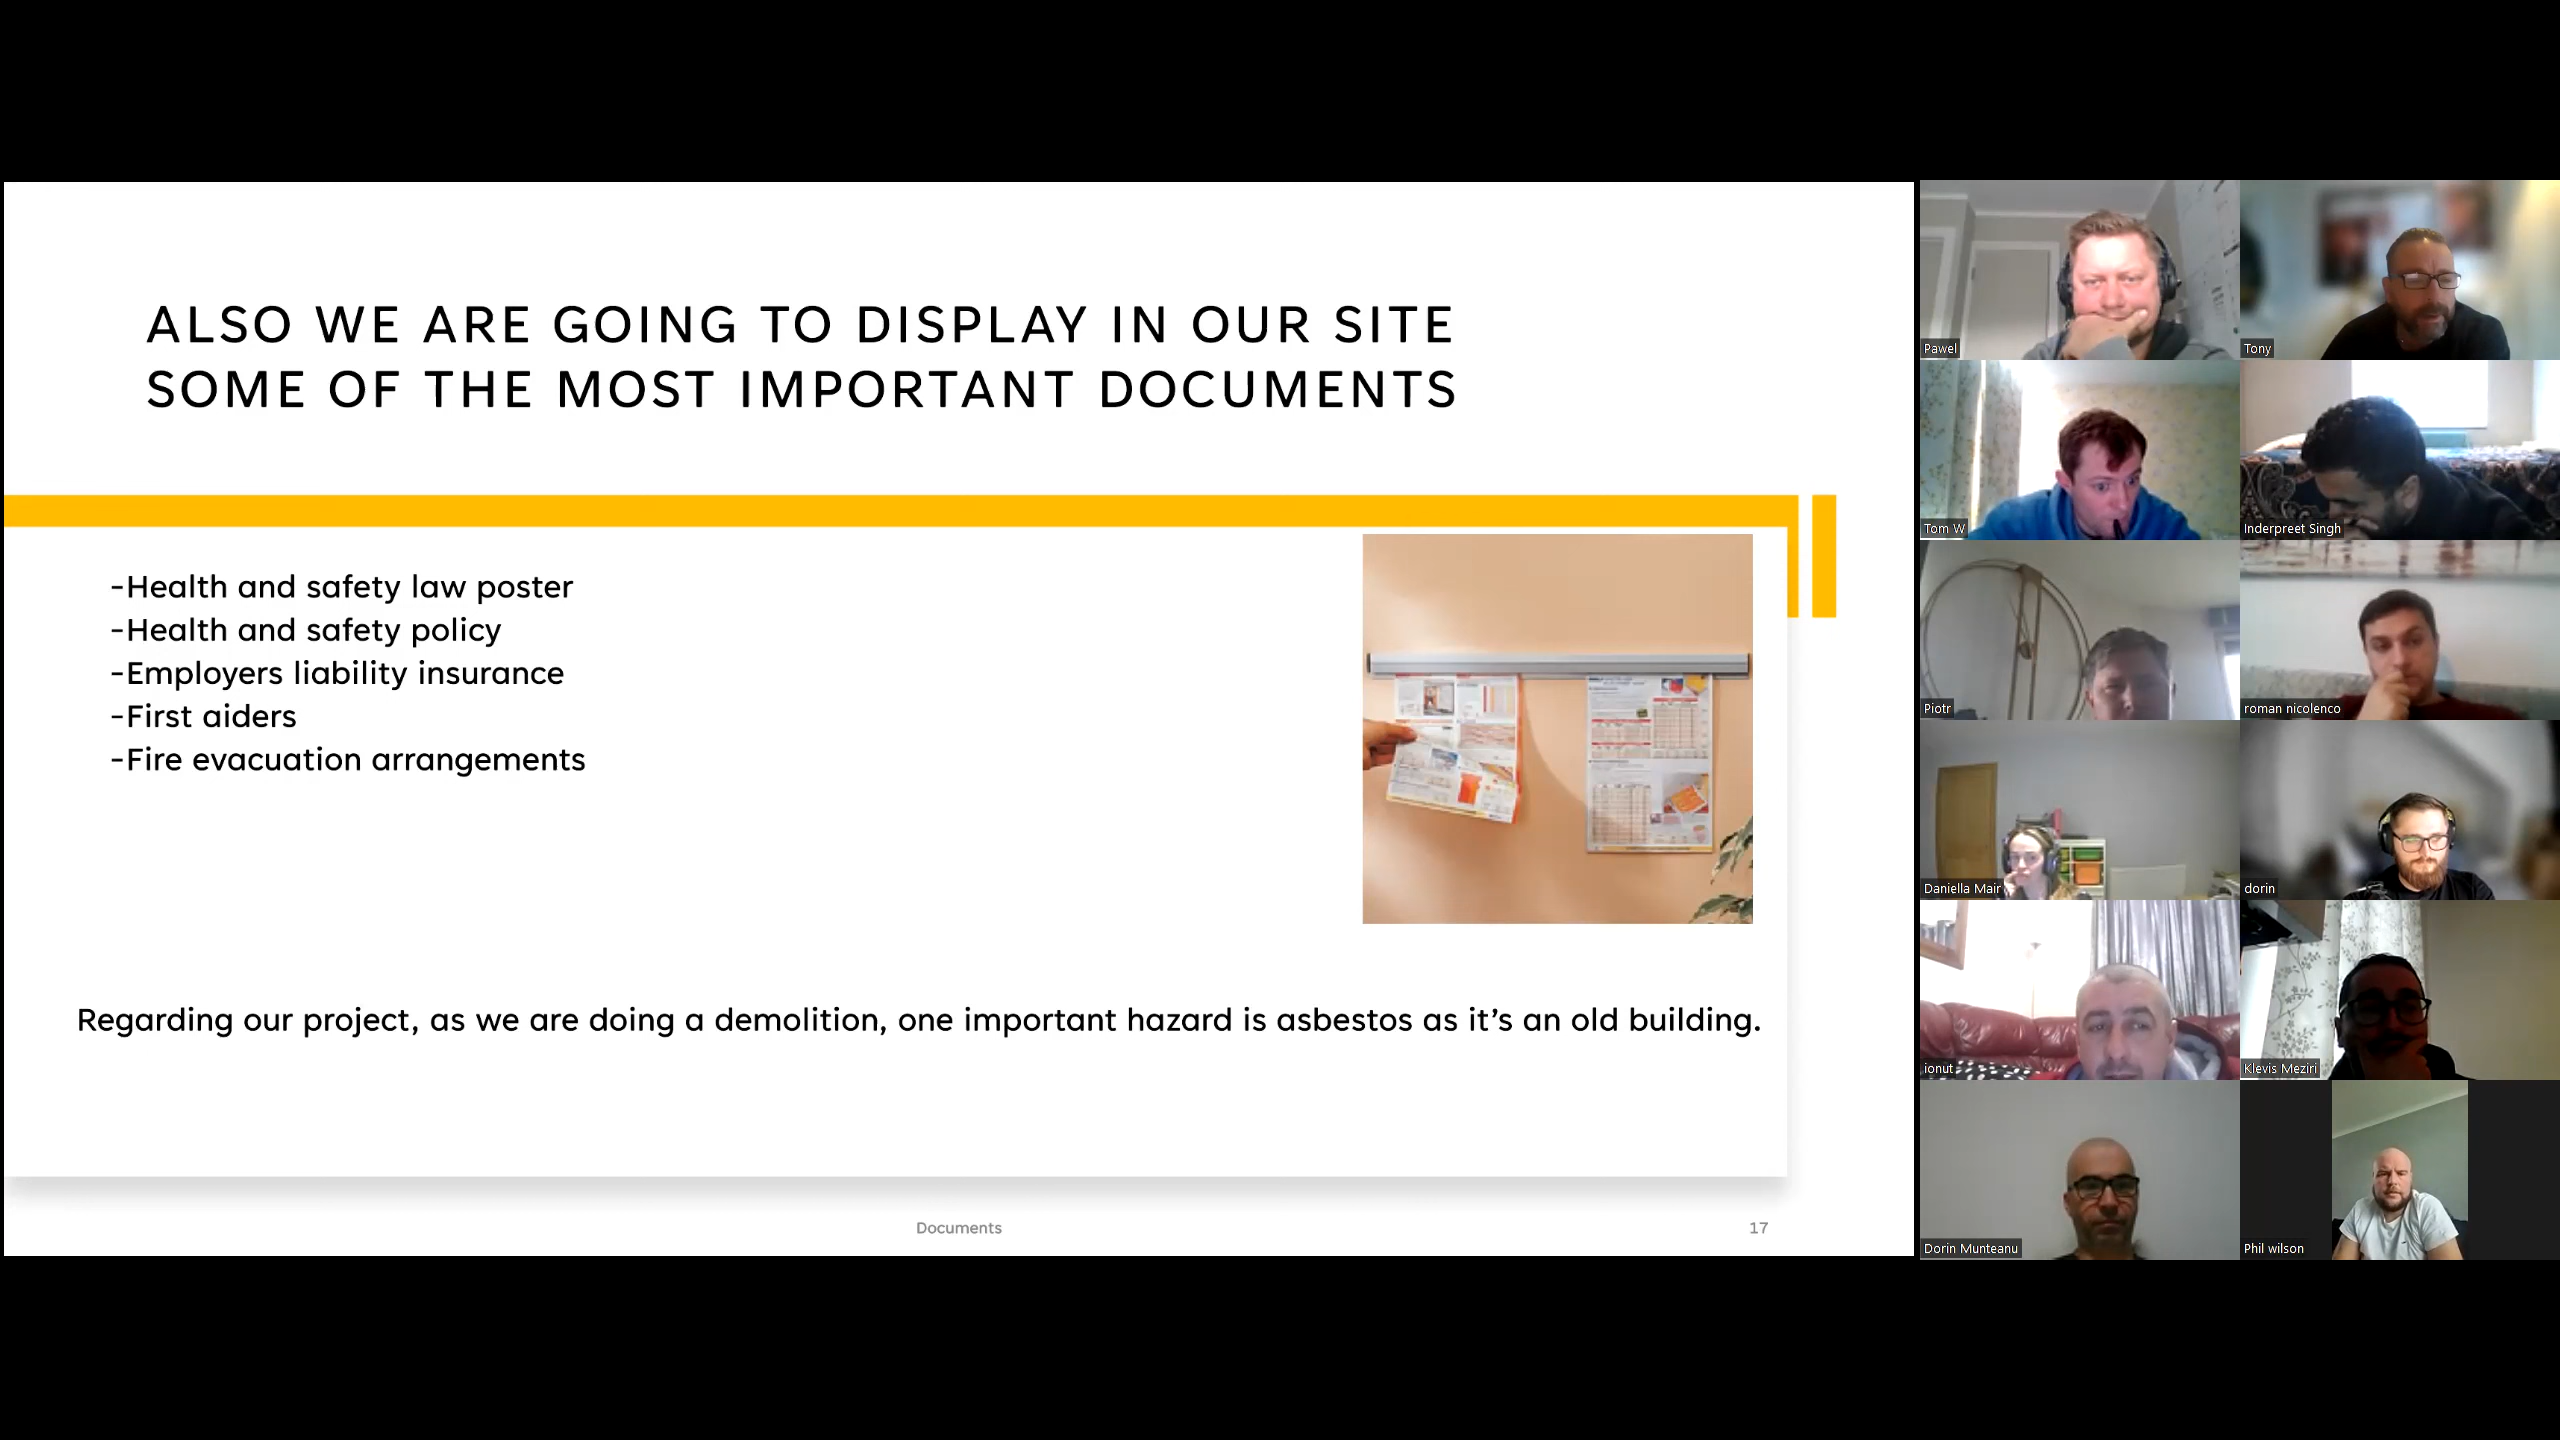 ALSO WE ARE GOING TO DISPLAY IN OUR SITE
SOME OF THE MOST IMPORTANT DOCUMENTS
-Health and safety law poster
-Health and safety policy
-Employers liability insurance
-First aiders
-Fire evacuation arrangements
Regarding our project, as we are doing a demolition, one important hazard is asbestos as it’s an old building.
Documents
17
Pawel
Tony
Tom W
Inderpreet Singh
Piotr
roman nicolenco
Daniella Mair
dorin
ionut
Klevis Meziri
Dorin Munteanu
Phil wilson